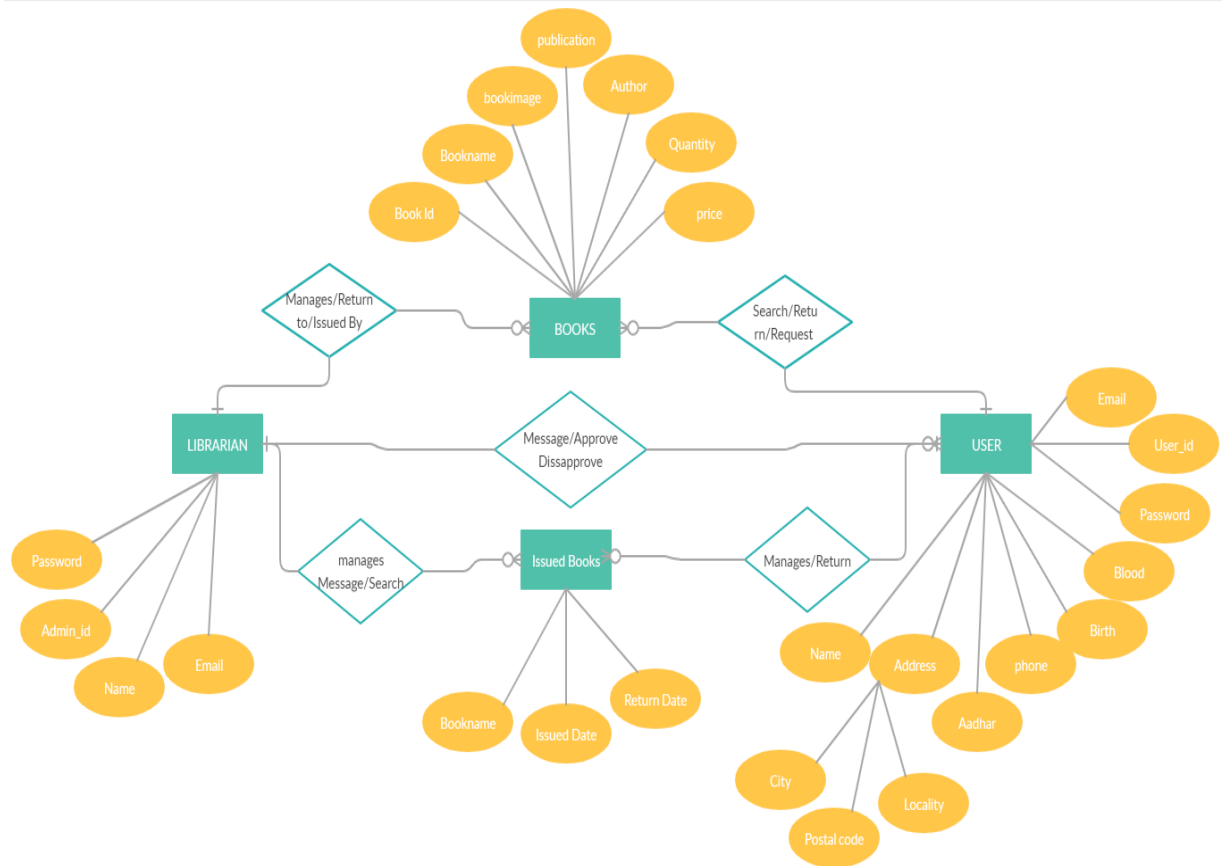 publication
Author
bookimage
Quantity
Bookname
Book Id
price
Manages/Return
to/Issued By
BOOKS
Search/Retu
rn/Request
Email
LIBRARIAN
Message/Approve
Dissapprove
USER
User_id
Password
Password
manages
Message/Search
Issued Books
Manages/Return
Blood
Admin_id
Birth
Name
Email
Name
Address
phone
Bookname
Issued Date
Return Date
Aadhar
City
Locality
Postal code